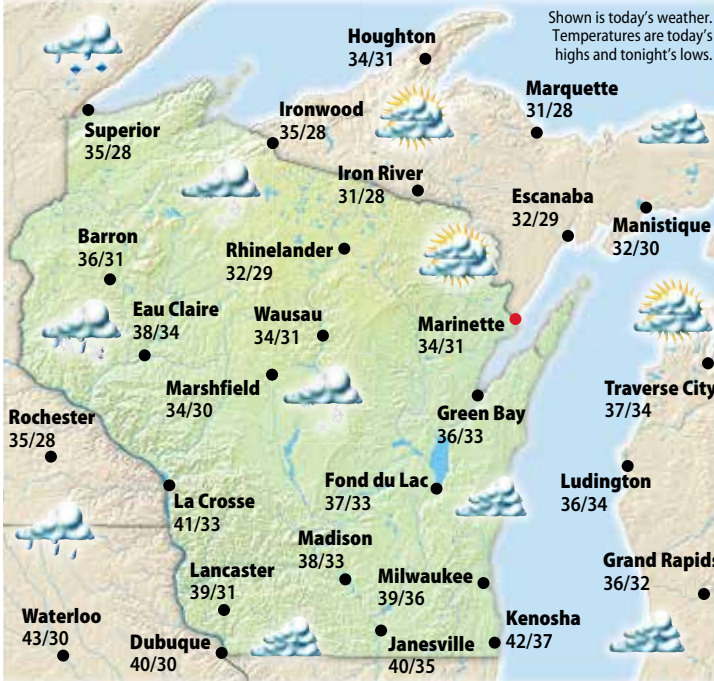 Shown is today's weather.
Temperatures are today's
highs and tonight's lows.
Houghton
34/31
Marquette
31/28
Superior
35/28
Ironwood
35/28
Iron River
31/28
Escanaba
32/29
Manistique
32/30
Barron
36/31
Rhinelander
32/29
Eau Claire
38/34
Wausau
34/31
Marinette
34/31
Marshfield
34/30
Green Bay
36/33
Traverse City
37/34
Rochester
35/28
La Crosse
41/33
Fond du Lac
37/33
Ludington
36/34
Madison
38/33
Lancaster
39/31
Milwaukee
39/36
Grand Rapids
36/32
Waterloo
43/30
Dubuque
40/30
Janesville
40/35
Kenosha
42/37